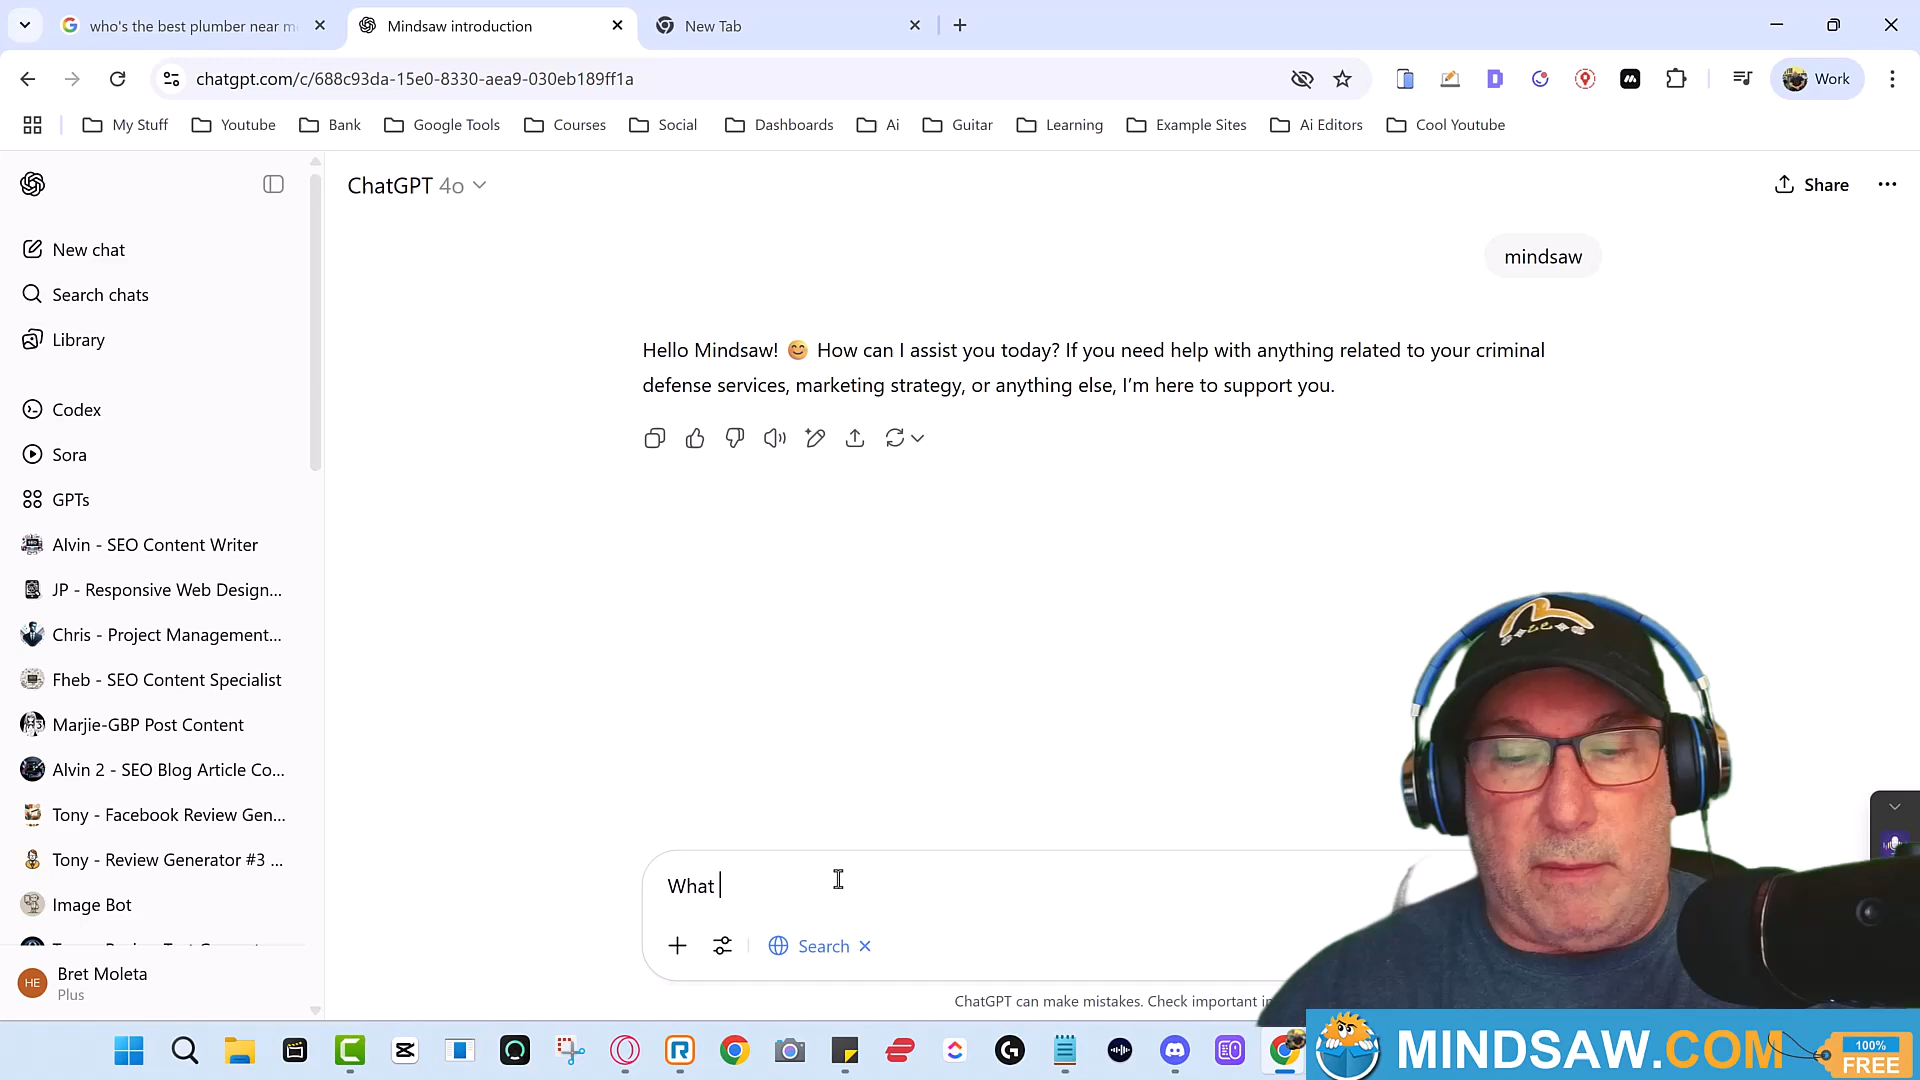 who's the best plumber near m
Mindsaw introduction
New Tab
chatgpt.com/c/688c93da-15e0-8330-aea9-030eb189ff1a
Work
My Stuff
Youtube
Bank
Google Tools
Courses
Social
Dashboards
Ai
Guitar
Learning
Example Sites
Ai Editors
Cool Youtube
ChatGPT 4o
Share
New chat
Search chats
Library
Codex
Sora
GPTs
Alvin - SEO Content Writer
JP - Responsive Web Design...
Chris - Project Management...
Fheb - SEO Content Specialist
Marjie-GBP Post Content
Alvin 2 - SEO Blog Article Co...
Tony - Facebook Review Gen...
Tony - Review Generator #3 ...
Image Bot
HE
Bret Moleta
Plus
mindsaw
Hello Mindsaw! 😊 How can I assist you today? If you need help with anything related to your criminal
defense services, marketing strategy, or anything else, I'm here to support you.
What
Search
ChatGPT can make mistakes. Check important in
MINDSAW.COM
100%
FREE